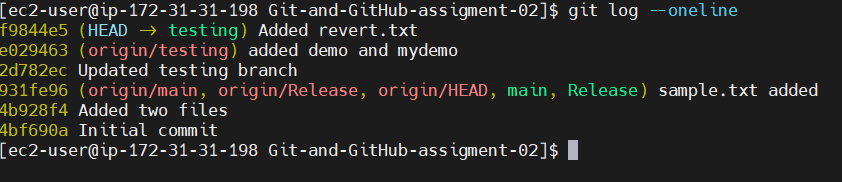 [ec2-user@ip-172-31-31-198 Git-and-GitHub-assigment-02]$ git log --oneline
f9844e5 (HEAD -> testing) Added revert.txt
e029463 (origin/testing) added demo and mydemo
2d782ec Updated testing branch
931fe96 (origin/main, origin/Release, origin/HEAD, main, Release) sample.txt added
4b928f4 Added two files
4bf690a Initial commit
[ec2-user@ip-172-31-31-198 Git-and-GitHub-assigment-02]$